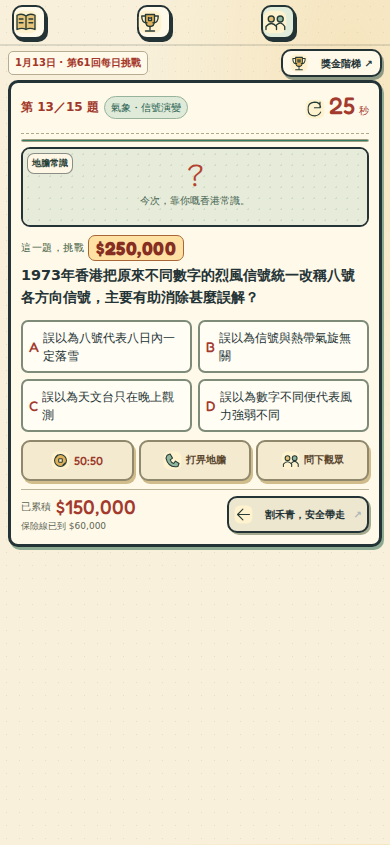 1月13日・第61回每日挑戰
獎金階梯 ↗
第 13／15 題
氣象・信號演變
25 秒
地膽常識
?
今次，靠你嘅香港常識。
這一題，挑戰 $250,000
1973年香港把原來不同數字的烈風信號統一改稱八號
各方向信號，主要有助消除甚麼誤解？
A 誤以為八號代表八日內一
定落雪
B 誤以為信號與熱帶氣旋無
關
C 誤以為天文台只在晚上觀
測
D 誤以為數字不同便代表風
力強弱不同
50:50
打畀地膽
問下觀眾
已累積 $150,000
保險線已到 $60,000
割禾青，安全帶走 ↗